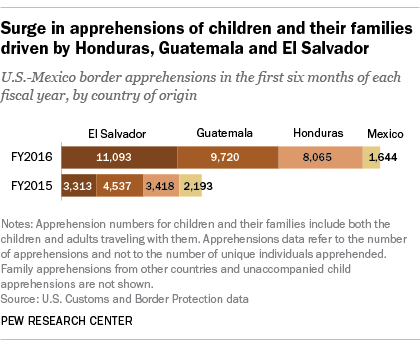 Surge in apprehensions of children and their families
driven by Honduras, Guatemala and El Salvador
U.S.-Mexico border apprehensions in the first six months of each
fiscal year, by country of origin
El Salvador Guatemala Honduras Mexico
FY2016 11,093 9,720 8,065 1,644
FY2015 3,313 4,537 3,418 2,193
Notes: Apprehension numbers for children and their families include both the
children and adults traveling with them. Apprehensions data refer to the number
of apprehensions and not to the number of unique individuals apprehended.
Family apprehensions from other countries and unaccompanied child
apprehensions are not shown.
Source: U.S. Customs and Border Protection data
PEW RESEARCH CENTER